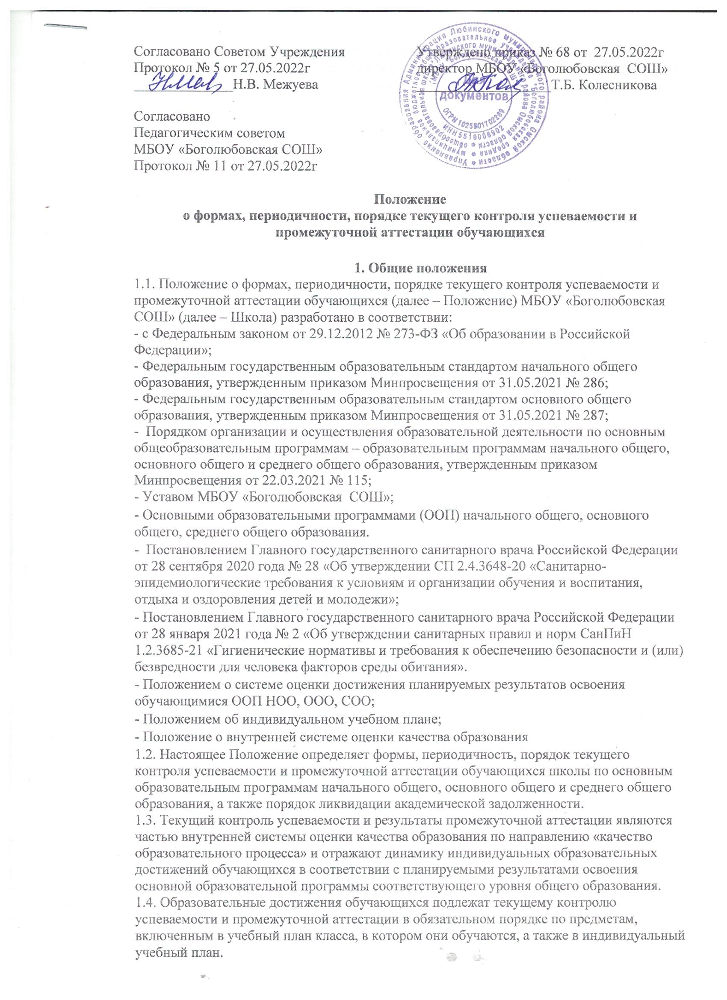 Согласовано Советом Учреждения
Протокол № 5 от 27.05.2022г
Н.В. Межуева
Утверждено приказ № 68 от 27.05.2022г
директор МБОУ «Боголюбовская СОШ»
Т.Б. Колесникова
документов
ОГРН 1025501702289
ИНН 5519006902
Согласовано
Педагогическим советом
МБОУ «Боголюбовская СОШ»
Протокол № 11 от 27.05.2022г
Положение
о формах, периодичности, порядке текущего контроля успеваемости и
промежуточной аттестации обучающихся
1. Общие положения
1.1. Положение о формах, периодичности, порядке текущего контроля успеваемости и
промежуточной аттестации обучающихся (далее – Положение) МБОУ «Боголюбовская
СОШ» (далее – Школа) разработано в соответствии:
- с Федеральным законом от 29.12.2012 № 273-ФЗ «Об образовании в Российской
Федерации»;
- Федеральным государственным образовательным стандартом начального общего
образования, утвержденным приказом Минпросвещения от 31.05.2021 № 286;
- Федеральным государственным образовательным стандартом основного общего
образования, утвержденным приказом Минпросвещения от 31.05.2021 № 287;
- Порядком организации и осуществления образовательной деятельности по основным
общеобразовательным программам – образовательным программам начального общего,
основного общего и среднего общего образования, утвержденным приказом
Минпросвещения от 22.03.2021 № 115;
- Уставом МБОУ «Боголюбовская СОШ»;
- Основными образовательными программами (ООП) начального общего, основного
общего, среднего общего образования.
- Постановлением Главного государственного санитарного врача Российской Федерации
от 28 сентября 2020 года № 28 «Об утверждении СП 2.4.3648-20 «Санитарно-
эпидемиологические требования к условиям и организации обучения и воспитания,
отдыха и оздоровления детей и молодежи»;
- Постановлением Главного государственного санитарного врача Российской Федерации
от 28 января 2021 года № 2 «Об утверждении санитарных правил и норм СанПиН
1.2.3685-21 «Гигиенические нормативы и требования к обеспечению безопасности и (или)
безвредности для человека факторов среды обитания».
- Положением о системе оценки достижения планируемых результатов освоения
обучающимися ООП НОО, ООО, СОО;
- Положением об индивидуальном учебном плане;
- Положение о внутренней системе оценки качества образования
1.2. Настоящее Положение определяет формы, периодичность, порядок текущего
контроля успеваемости и промежуточной аттестации обучающихся школы по основным
образовательным программам начального общего, основного общего и среднего общего
образования, а также порядок ликвидации академической задолженности.
1.3. Текущий контроль успеваемости и результаты промежуточной аттестации являются
частью внутренней системы оценки качества образования по направлению «качество
образовательного процесса» и отражают динамику индивидуальных образовательных
достижений обучающихся в соответствии с планируемыми результатами освоения
основной образовательной программы соответствующего уровня общего образования.
1.4. Образовательные достижения обучающихся подлежат текущему контролю
успеваемости и промежуточной аттестации в обязательном порядке по предметам,
включенным в учебный план класса, в котором они обучаются, а также в индивидуальный
учебный план.